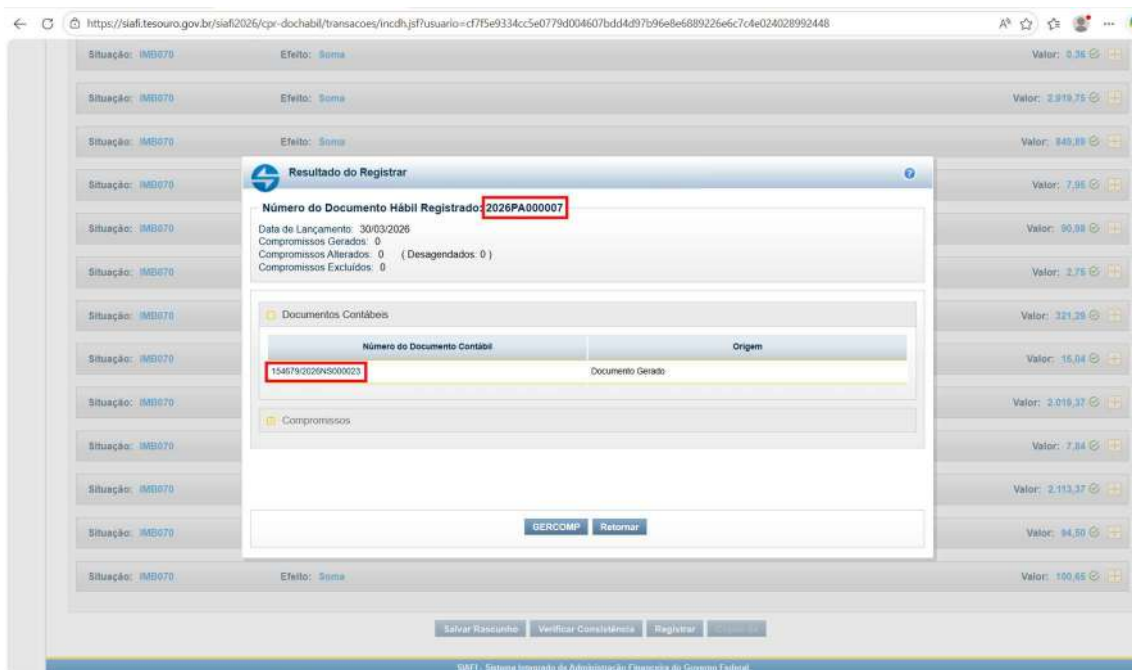 https://siafi.tesouro.gov.br/siafi2026/cpr-dochabil/transacoes/incdh.jsf?usuario=cf7f5e9334cc5e0779d004607bdd4d97b96e8e6889226e6c7c4e024028992448
Situação: IMB070 Efeito: Soma Valor: 0,36
Situação: IMB070 Efeito: Soma Valor: 2.919,75
Situação: IMB070 Efeito: Soma Valor: 849,89
Resultado do Registrar
Situação: IMB070 Valor: 7,95
Número do Documento Hábil Registrado: 2026PA000007
Situação: IMB070 Valor: 90,98
Data de Lançamento: 30/03/2026
Compromissos Gerados: 0
Compromissos Alterados: 0 ( Desagendados: 0 )
Compromissos Excluídos: 0
Situação: IMB070 Valor: 2,75
Situação: IMB070 Documentos Contábeis Valor: 321,29
Número do Documento Contábil Origem
Situação: IMB070 Valor: 16,04
154679/2026NS000023 Documento Gerado
Situação: IMB070 Valor: 2.019,37
Compromissos
Situação: IMB070 Valor: 7,84
Situação: IMB070 Valor: 2.113,37
GERCOMP Retornar
Situação: IMB070 Valor: 94,50
Situação: IMB070 Efeito: Soma Valor: 100,65
Salvar Rascunho Verificar Consistência Registrar
SIAFI - Sistema Integrado da Administração Financeira do Governo Federal